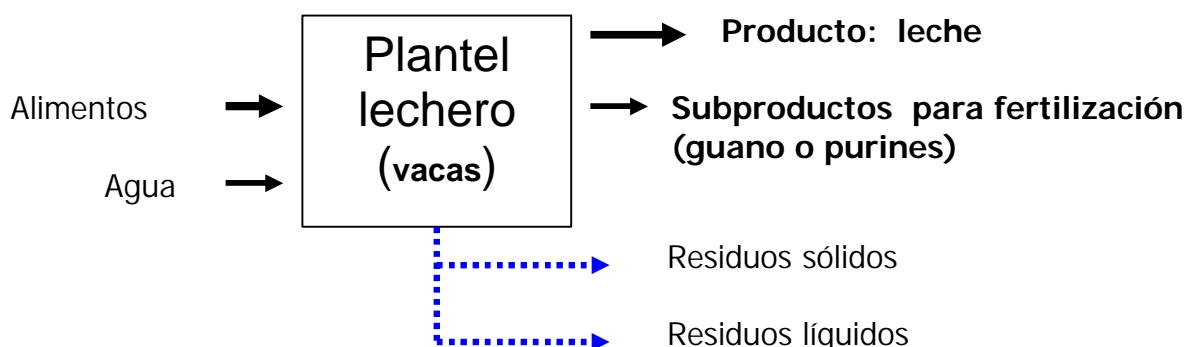 Alimentos
Agua
Plantel
lechero
(vacas)
Producto: leche
Subproductos para fertilización
(guano o purines)
Residuos sólidos
Residuos líquidos